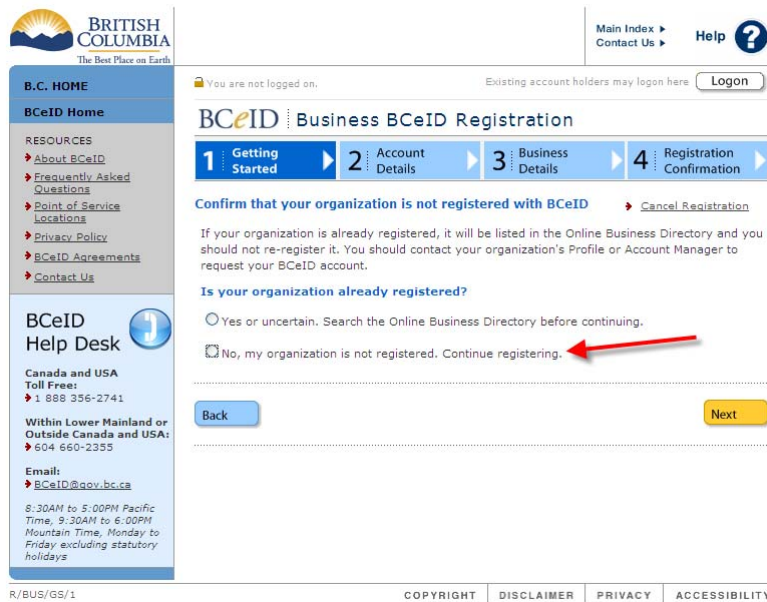 BRITISH
COLUMBIA
The Best Place on Earth
Main Index
Contact Us
Help
?
B.C. HOME
BCeID Home
RESOURCES
About BCeID
Frequently Asked
Questions
Point of Service
Locations
Privacy Policy
BCeID Agreements
Contact Us
BCeID
Help Desk
Canada and USA
Toll Free:
1 888 356-2741
Within Lower Mainland or
Outside Canada and USA:
604 660-2355
Email:
BCeID@gov.bc.ca
8:30AM to 5:00PM Pacific
Time, 9:30AM to 6:00PM
Mountain Time, Monday to
Friday excluding statutory
holidays
You are not logged on.
Existing account holders may logon here
Logon
BCeID Business BCeID Registration
1 Getting Started
2 Account Details
3 Business Details
4 Registration Confirmation
Confirm that your organization is not registered with BCeID
Cancel Registration
If your organization is already registered, it will be listed in the Online Business Directory and you
should not re-register it. You should contact your organization's Profile or Account Manager to
request your BCeID account.
Is your organization already registered?
Yes or uncertain. Search the Online Business Directory before continuing.
No, my organization is not registered. Continue registering.
Back
Next
R/BUS/GS/1
COPYRIGHT
DISCLAIMER
PRIVACY
ACCESSIBILITY